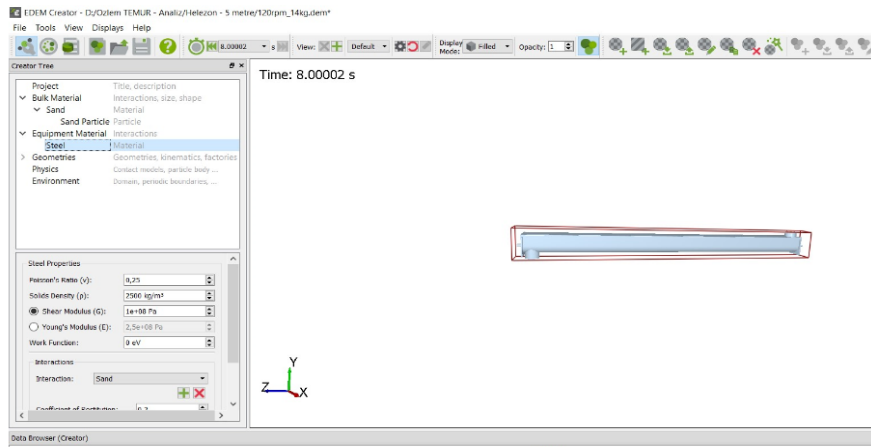 EDEM Creator - D:/Ozlem TEMUR - Analiz/Helezon - 5 metre/120rpm_14kg.dem*
File Tools View Displays Help
8.00002 s View: Default Display Mode: Filled Opacty: 1
Creator Tree
Time: 8.00002 s
Project Title, description
Bulk Material Interactions, size, shape
Sand Material
Sand Particle Particle
Equipment Material Interactions
Steel Material
Geometries Geometries, kinematics, factories
Physics Contact models, particle body ...
Environment Domain, periodic boundaries, ...
Steel Properties
Poisson's Ratio (ν): 0,25
Solids Density (ρ): 2500 kg/m³
Shear Modulus (G): 1e+08 Pa
Young's Modulus (E): 2,5e+08 Pa
Work Function: 0 eV
Interactions
Interaction: Sand
Coefficient of Restitution: 0,2
Y
Z X
Data Browser (Creator)